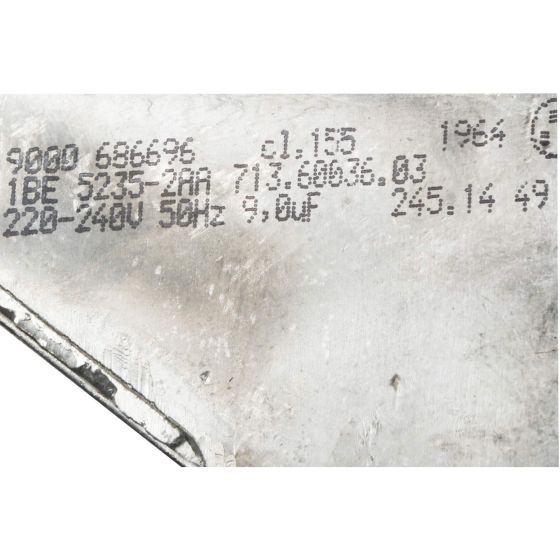 9000 686696 cl.155 1964
1BE 5235-2AA 713.60036.03
220-240V 50Hz 9,0uF 245.14 49